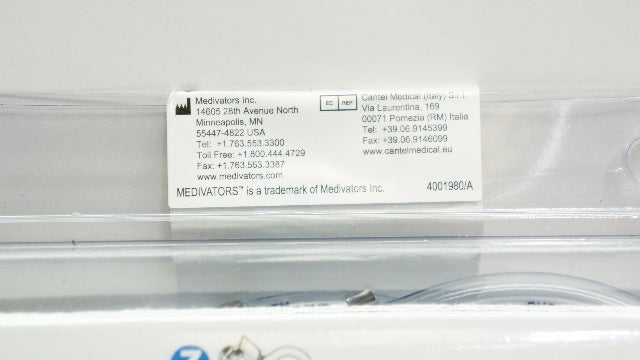 Medivators Inc.
14605 28th Avenue North
Minneapolis, MN
55447-4822 USA
Tel: +1.763.553.3300
Toll Free: +1.800.444.4729
Fax: +1.763.553.3387
www.medivators.com
EC REP
Cantel Medical (Italy) S.r.l.
Via Laurentina, 169
00071 Pomezia (RM) Italia
Tel: +39.06.9145399
Fax: +39.06.9146099
www.cantelmedical.eu
MEDIVATORS™ is a trademark of Medivators Inc.
4001980/A
7